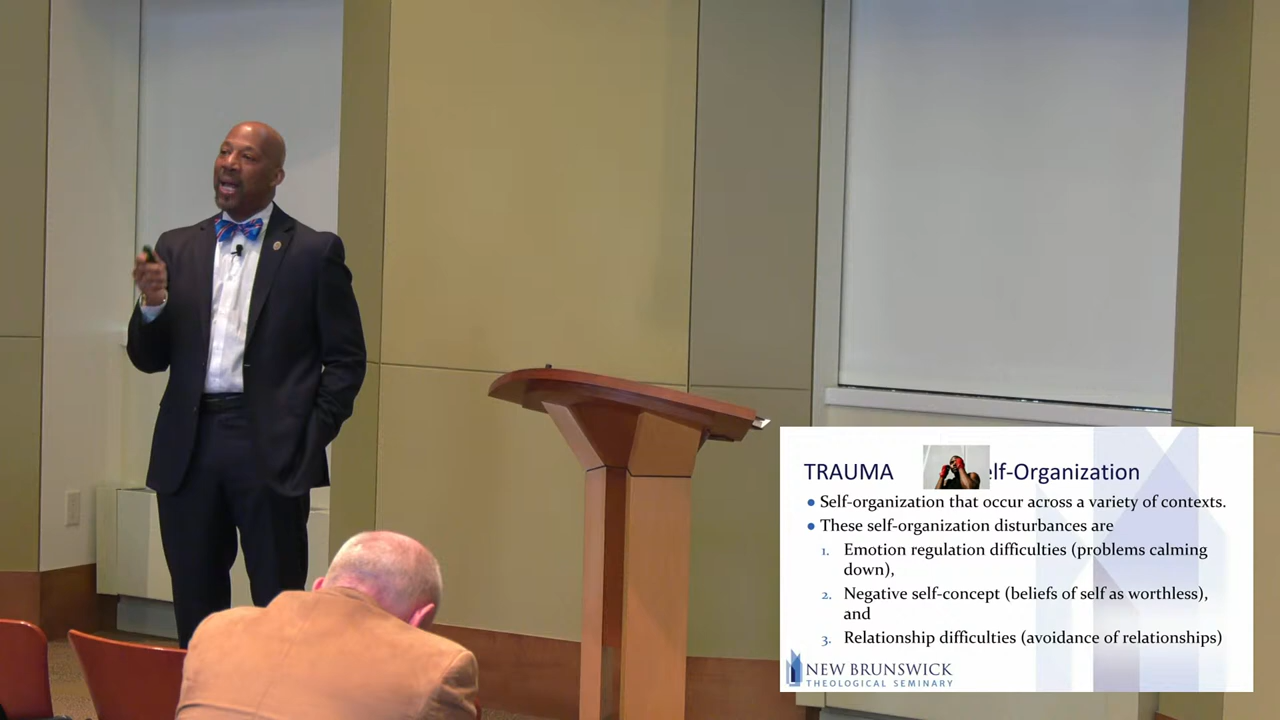 TRAUMA elf-Organization
● Self-organization that occur across a variety of contexts.
● These self-organization disturbances are
1. Emotion regulation difficulties (problems calming
down),
2. Negative self-concept (beliefs of self as worthless),
and
3. Relationship difficulties (avoidance of relationships)
NEW BRUNSWICK
THEOLOGICAL SEMINARY